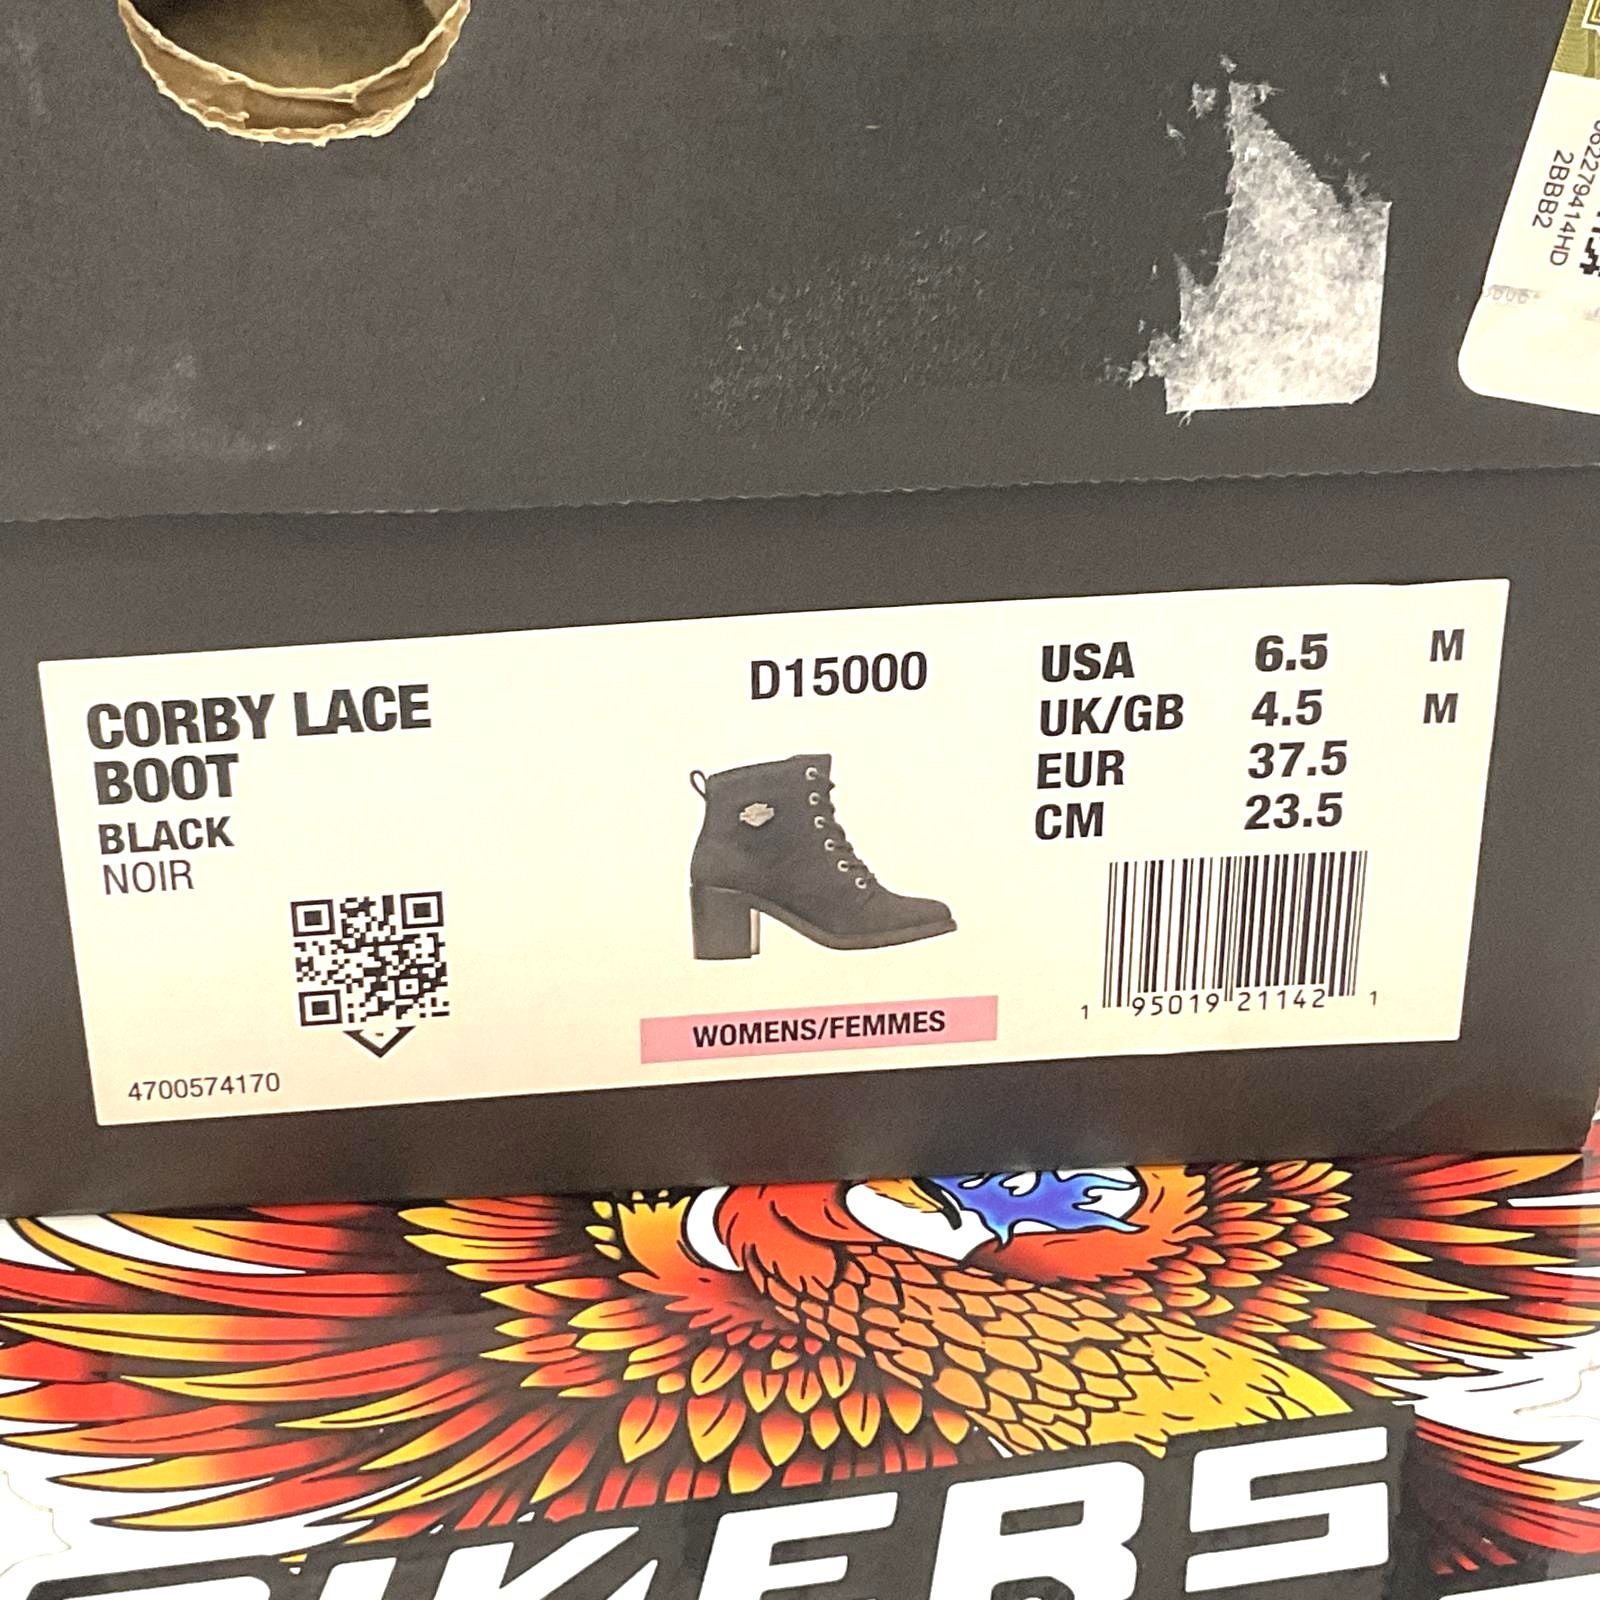 2BBB2
CORBY LACE
BOOT
BLACK
NOIR
4700574170
D15000
WOMENS/FEMMES
USA 6.5 M
UK/GB 4.5 M
EUR 37.5
CM 23.5
1 95019 21142 1
BIKERS